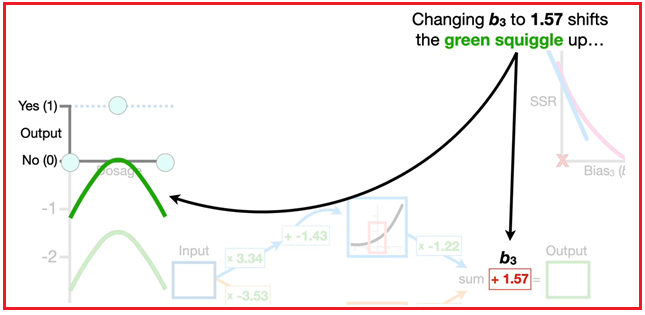 Changing b₃ to 1.57 shifts
the green squiggle up…
Yes (1)
Output
No (0)
Dosage
-1
-2
SSR
Bias₃
Input
+ -1.43
x 3.34
x -3.53
x -1.22
b₃
sum + 1.57 =
Output